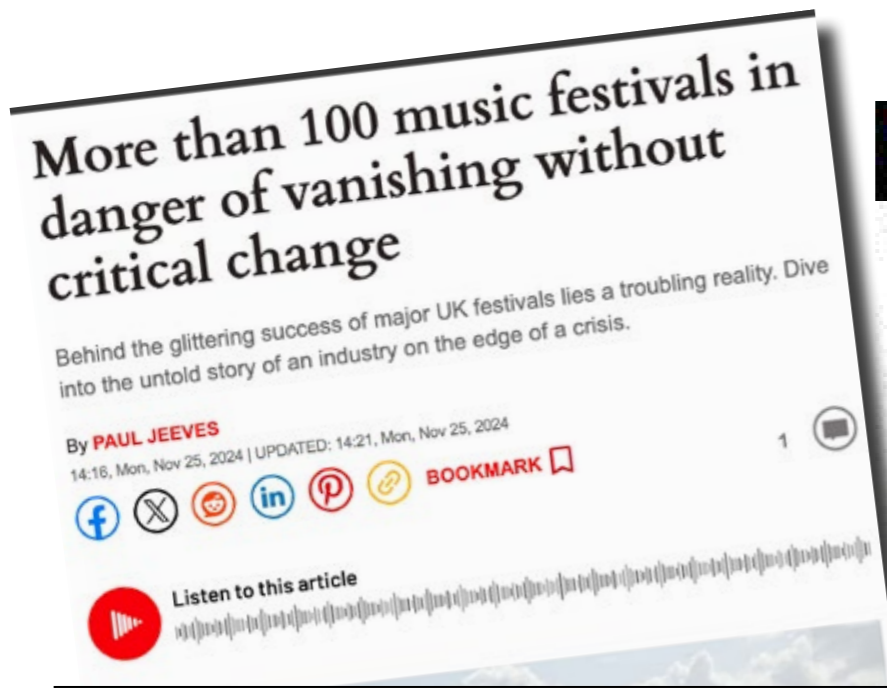 More than 100 music festivals in
danger of vanishing without
critical change
Behind the glittering success of major UK festivals lies a troubling reality. Dive
into the untold story of an industry on the edge of a crisis.
By PAUL JEEVES
14:16, Mon, Nov 25, 2024 | UPDATED: 14:21, Mon, Nov 25, 2024
BOOKMARK
1
Listen to this article